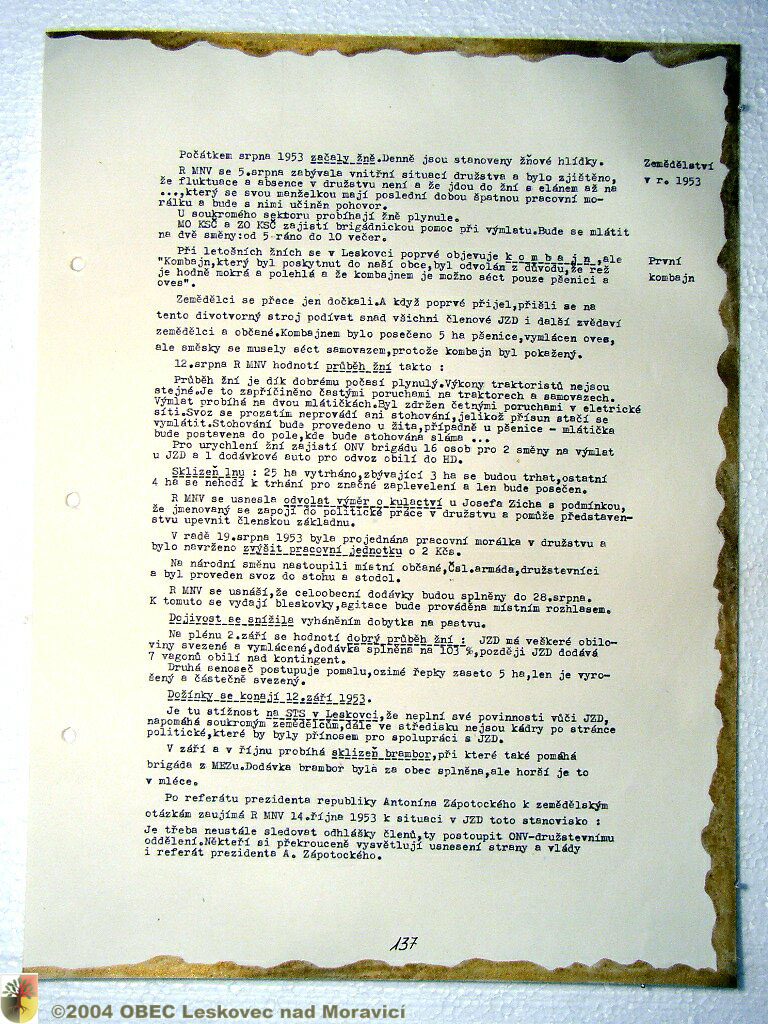 Počátkem srpna 1953 začaly žně.Denně jsou stanoveny žňové hlídky.
Zemědělství
v r. 1953
R MNV se 5.srpna zabývala vnitřní situací družstva a bylo zjištěno,
že fluktuace a absence v družstvu není a že jdou do žní s elánem až na
...,který se svou manželkou mají poslední dobou špatnou pracovní mo-
rálku a bude s nimi učiněn pohovor.
U soukromého sektoru probíhají žně plynule.
MO KSČ a ZO KSČ zajistí brigádnickou pomoc při výmlatu.Bude se mlátit
na dvě směny:od 5 ráno do 10 večer.
Při letošních žních se v Leskovci poprvé objevuje k o m b a j n ,ale
"Kombajn,který byl poskytnut do naší obce,byl odvolán z důvodu,že rež
je hodně mokrá a polehlá a že kombajnem je možno séct pouze pšenici a
oves".
První
kombajn
Zemědělci se přece jen dočkali.A když poprvé přijel,přišli se na
tento divotvorný stroj podívat snad všichni členové JZD i další zvědaví
zemědělci a občané.Kombajnem bylo posečeno 5 ha pšenice,vymlácen oves,
ale směsky se musely séct samovazem,protože kombajn byl pokažený.
12.srpna R MNV hodnotí průběh žní takto :
Průběh žní je dík dobrému počasí plynulý.Výkony traktoristů nejsou
stejné.Je to zapříčiněno častými poruchami na traktorech a samovazech.
Výmlat probíhá na dvou mlátičkách.Byl zdržen četnými poruchami v eletrické
síti.Svoz se prozatím neprovádí ani stohování,jelikož přísun stačí se
vymlátit.Stohování bude provedeno u žita,případně u pšenice - mlátička
bude postavena do pole,kde bude stohována sláma ...
Pro urychlení žní zajistí ONV brigádu 16 osob pro 2 směny na výmlat
u JZD a 1 dodávkové auto pro odvoz obilí do HD.
Sklizeň lnu : 25 ha vytrháno,zbývající 3 ha se budou trhat,ostatní
4 ha se nehodí k trhání pro značné zaplevelení a len bude posečen.
R MNV se usnesla odvolat výměr o kulactví u Josefa Zicha s podmínkou,
že jmenovaný se zapojí do politické práce v družstvu a pomůže představen-
stvu upevnit členskou základnu.
V radě 19.srpna 1953 byla projednána pracovní morálka v družstvu a
bylo navrženo zvýšit pracovní jednotku o 2 Kčs.
Na národní směnu nastoupili místní občané,Čsl.armáda,družstevníci
a byl proveden svoz do stohu a stodol.
R MNV se usnáší,že celoobecní dodávky budou splněny do 28.srpna.
K tomuto se vydají bleskovky,agitace bude prováděna místním rozhlasem.
Dojivost se snížila vyháněním dobytka na pastvu.
Na plénu 2.září se hodnotí dobrý průběh žní : JZD má veškeré obilo-
viny svezené a vymlácené,dodávka splněna na 103 %,později JZD dodává
7 vagonů obilí nad kontingent.
Druhá senoseč postupuje pomalu,ozimé řepky zaseto 5 ha,len je vyro-
šený a částečně svezený.
Dožínky se konají 12.září 1953.
Je tu stížnost na STS v Leskovci,že neplní své povinnosti vůči JZD,
napomáhá soukromým zemědělcům,dále ve středisku nejsou kádry po stránce
politické,které by byly přínosem pro spolupráci s JZD.
V září a v říjnu probíhá sklizeň brambor,při které také pomáhá
brigáda z MEZu.Dodávka brambor byla za obec splněna,ale horší je to
v mléce.
Po referátu prezidenta republiky Antonína Zápotockého k zemědělským
otázkám zaujímá R MNV 14.října 1953 k situaci v JZD toto stanovisko :
Je třeba neustále sledovat odhlášky členů,ty postoupit ONV-družstevnímu
oddělení.Někteří si překrouceně vysvětlují usnesení strany a vlády
i referát prezidenta A. Zápotockého.
137
©2004 OBEC Leskovec nad Moravicí